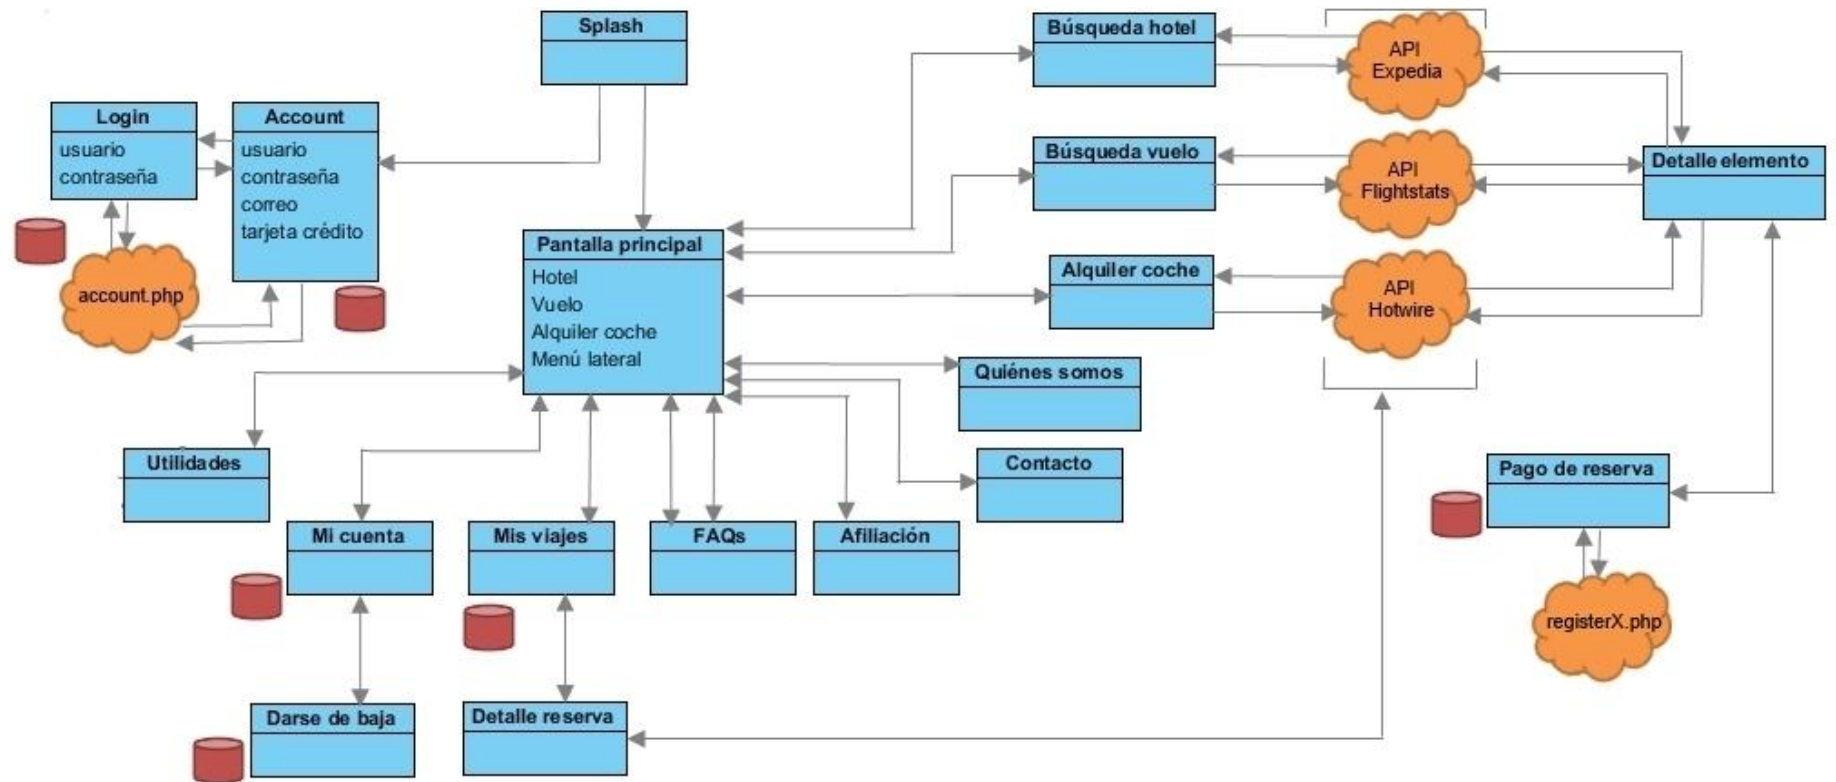 Splash
Búsqueda hotel
API
Expedia
Login
usuario
contraseña
Account
usuario
contraseña
correo
tarjeta crédito
Búsqueda vuelo
API
Flightstats
Detalle elemento
account.php
Pantalla principal
Hotel
Vuelo
Alquiler coche
Menú lateral
Alquiler coche
API
Hotwire
Quiénes somos
Utilidades
Contacto
Pago de reserva
Mi cuenta
Mis viajes
FAQs
Afiliación
registerX.php
Darse de baja
Detalle reserva